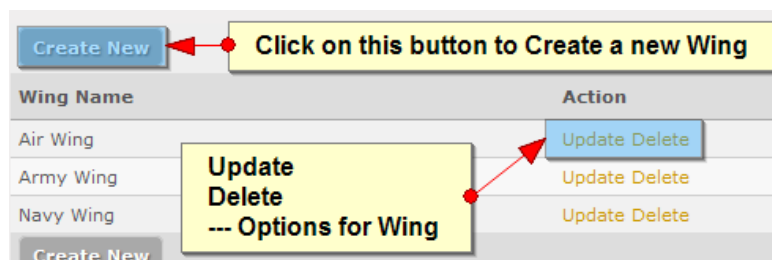 Create New
Click on this button to Create a new Wing
Wing Name Action
Air Wing Update Delete
Army Wing Update Delete
Navy Wing Update Delete
Update
Delete
--- Options for Wing
Create New